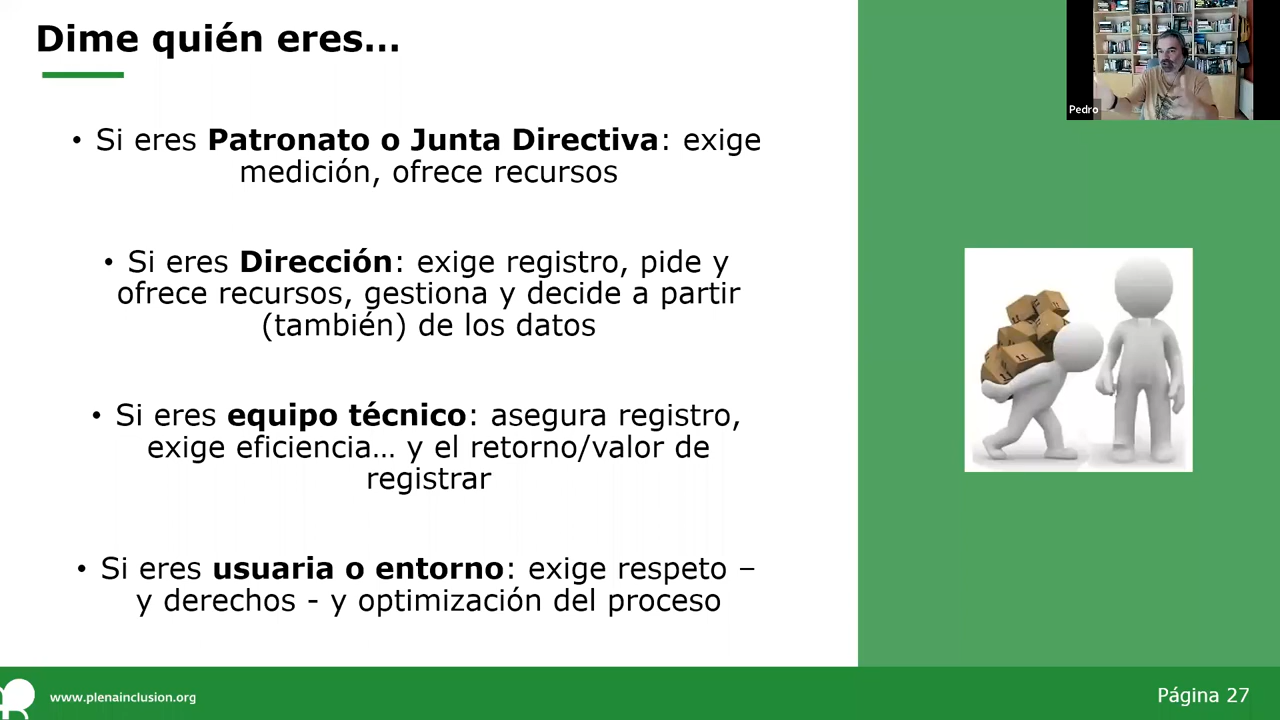 Dime quién eres...
Pedro
• Si eres Patronato o Junta Directiva: exige
medición, ofrece recursos
• Si eres Dirección: exige registro, pide y
ofrece recursos, gestiona y decide a partir
(también) de los datos
• Si eres equipo técnico: asegura registro,
exige eficiencia... y el retorno/valor de
registrar
• Si eres usuaria o entorno: exige respeto –
y derechos - y optimización del proceso
www.plenainclusion.org
Página 27